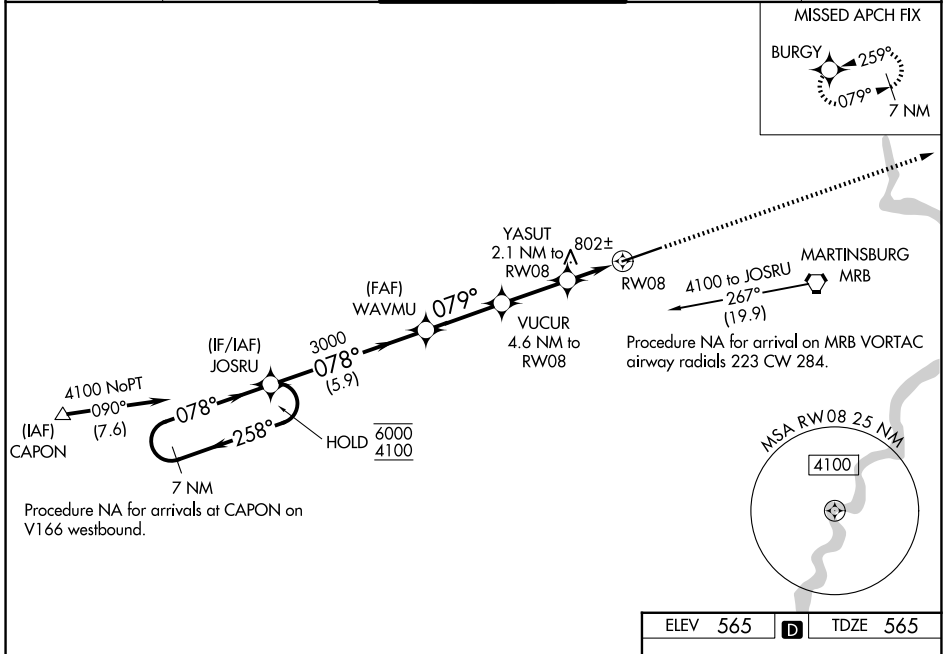 MISSED APCH FIX
BURGY
259°
079°
7 NM
YASUT
2.1 NM to
RW08
802±
RW08
MARTINSBURG
MRB
4100 to JOSRU
267°
(19.9)
(FAF)
WAVMU
079°
VUCUR
4.6 NM to
RW08
Procedure NA for arrival on MRB VORTAC
airway radials 223 CW 284.
(IF/IAF)
JOSRU
3000
078°
(5.9)
4100 NoPT
090°
(7.6)
(IAF)
CAPON
078°
258°
HOLD 6000
4100
7 NM
Procedure NA for arrivals at CAPON on
V166 westbound.
MSA RW08 25 NM
4100
ELEV 565 D TDZE 565